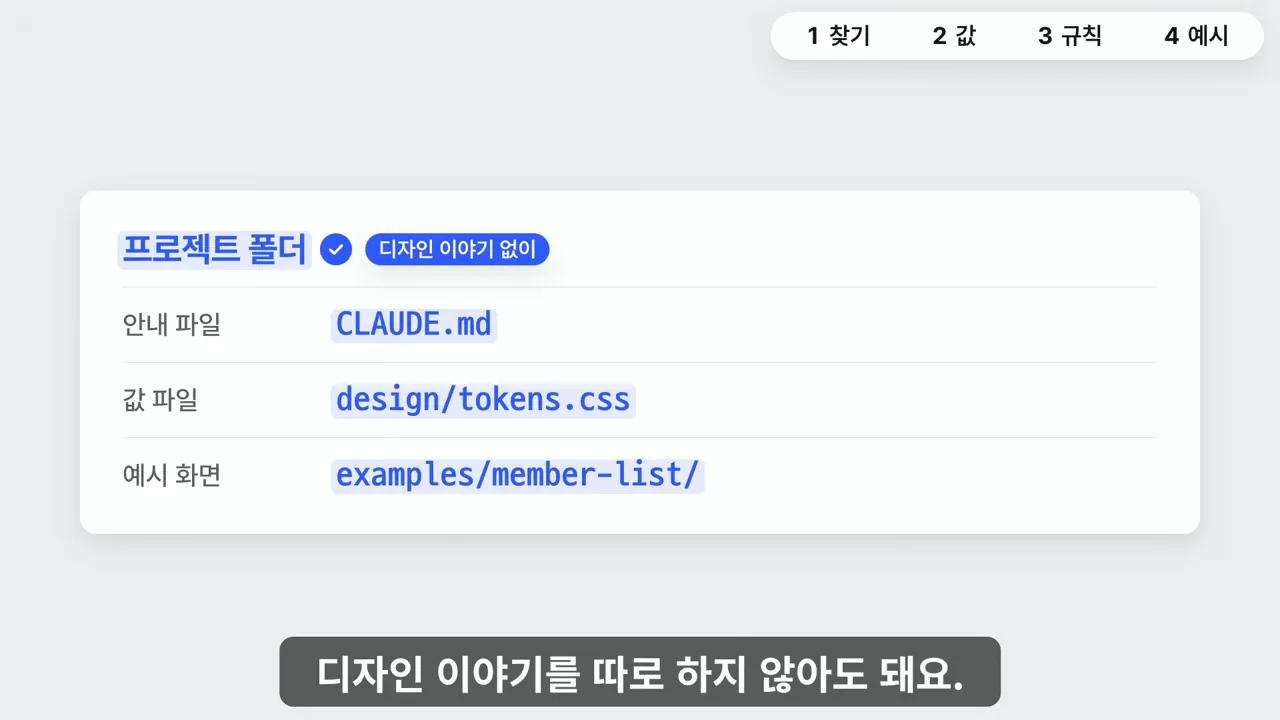 1 찾기 2 값 3 규칙 4 예시
프로젝트 폴더 디자인 이야기 없이
안내 파일 CLAUDE.md
값 파일 design/tokens.css
예시 화면 examples/member-list/
디자인 이야기를 따로 하지 않아도 돼요.